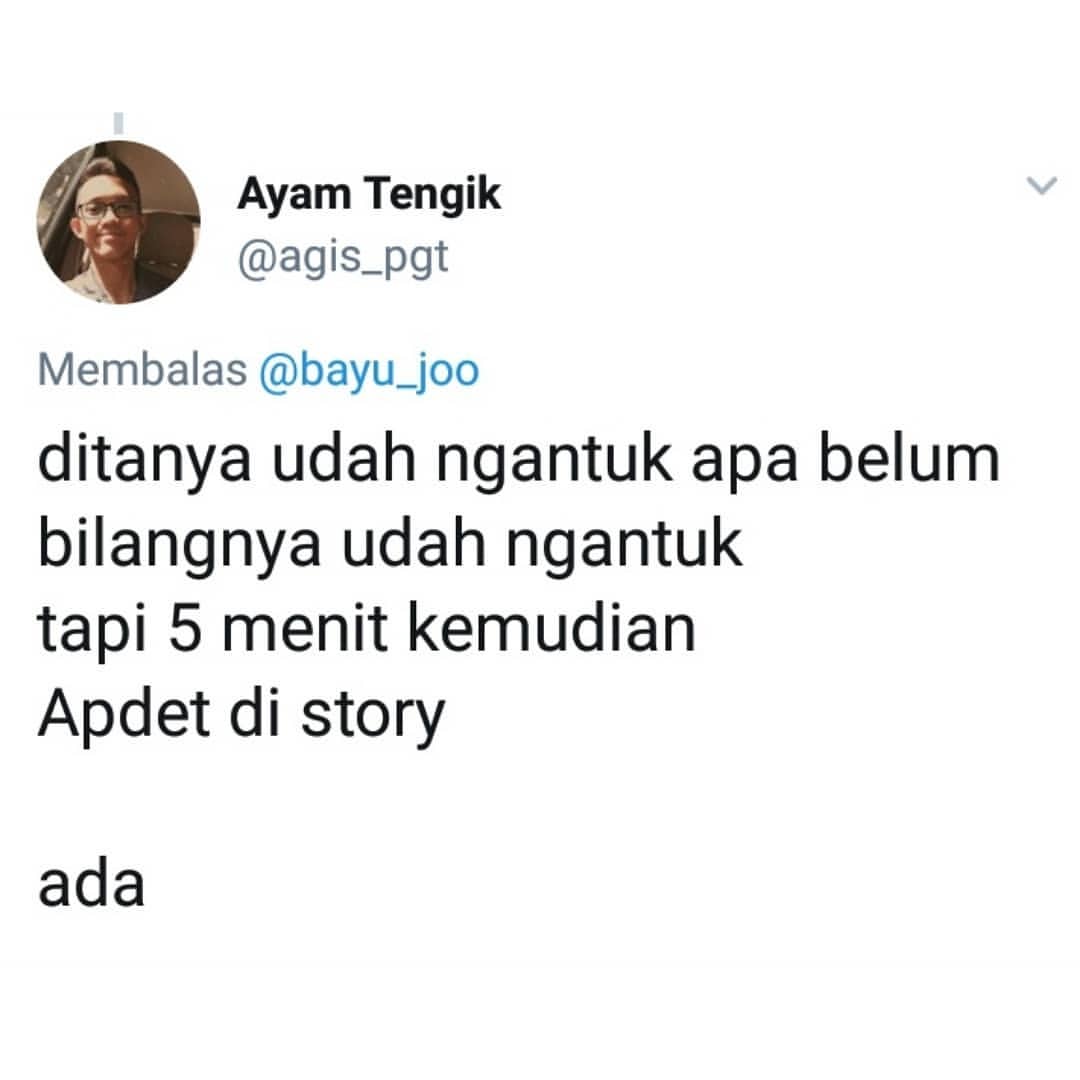 Ayam Tengik
@agis_pgt
Membalas @bayu_joo
ditanya udah ngantuk apa belum
bilangnya udah ngantuk
tapi 5 menit kemudian
Apdet di story
ada